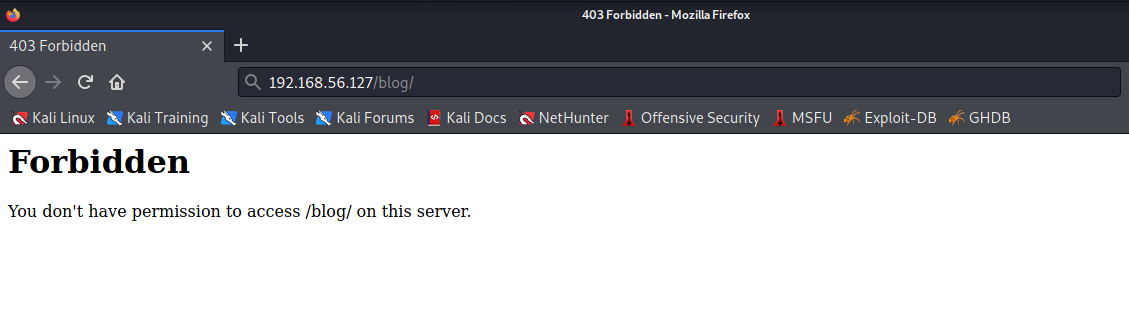 403 Forbidden - Mozilla Firefox
403 Forbidden
192.168.56.127/blog/
Kali Linux Kali Training Kali Tools Kali Forums Kali Docs NetHunter Offensive Security MSFU Exploit-DB GHDB
Forbidden
You don't have permission to access /blog/ on this server.